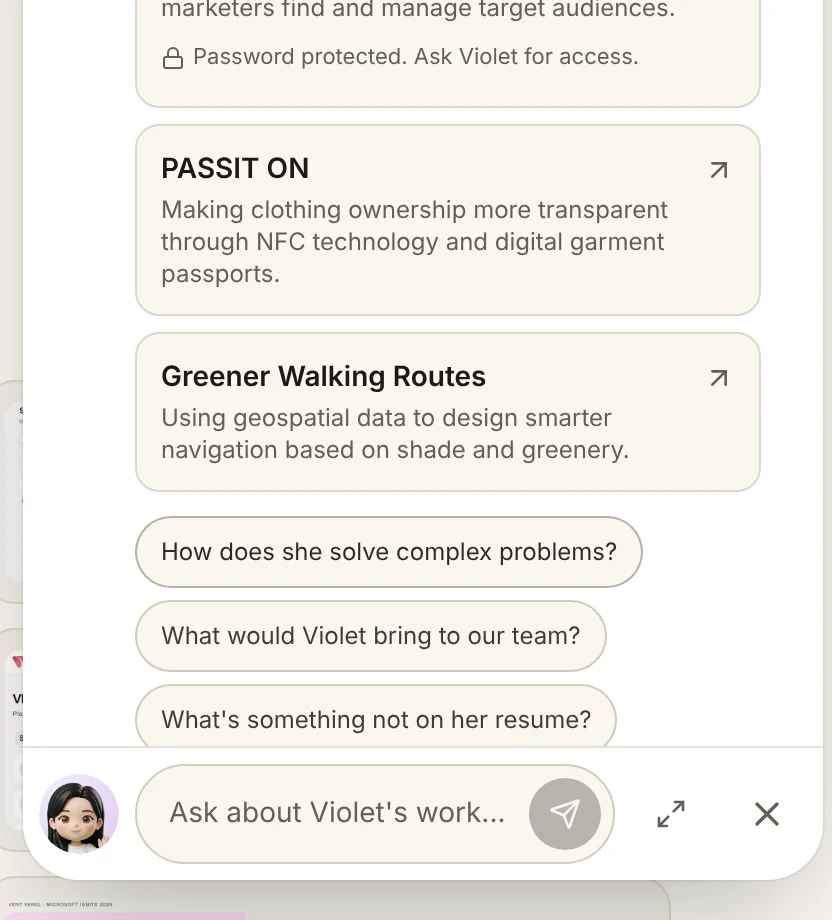 marketers find and manage target audiences.
Password protected. Ask Violet for access.
PASSIT ON
Making clothing ownership more transparent
through NFC technology and digital garment
passports.
Greener Walking Routes
Using geospatial data to design smarter
navigation based on shade and greenery.
How does she solve complex problems?
What would Violet bring to our team?
What's something not on her resume?
Ask about Violet's work...